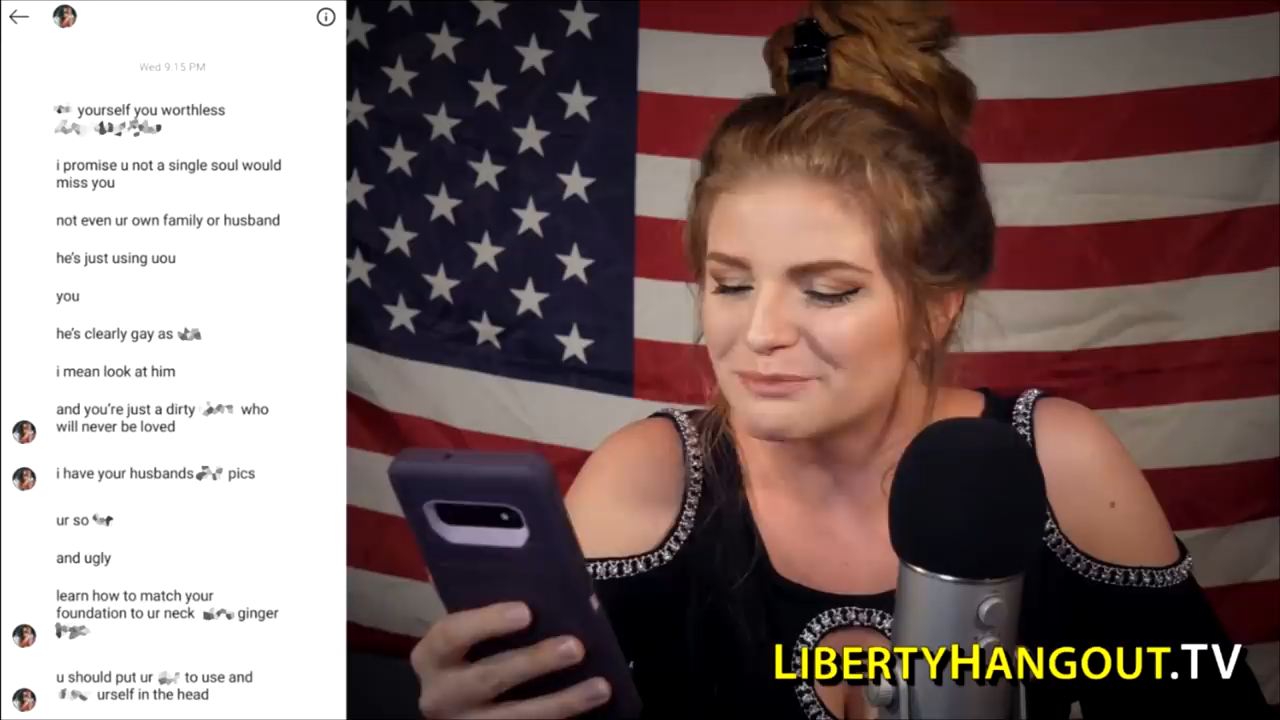 Wed 9:15 PM
yourself you worthless
i promise u not a single soul would
miss you
not even ur own family or husband
he's just using uou
you
he's clearly gay as
i mean look at him
and you're just a dirty who
will never be loved
i have your husbands pics
ur so
and ugly
learn how to match your
foundation to ur neck ginger
u should put ur to use and
urself in the head
LIBERTYHANGOUT.TV